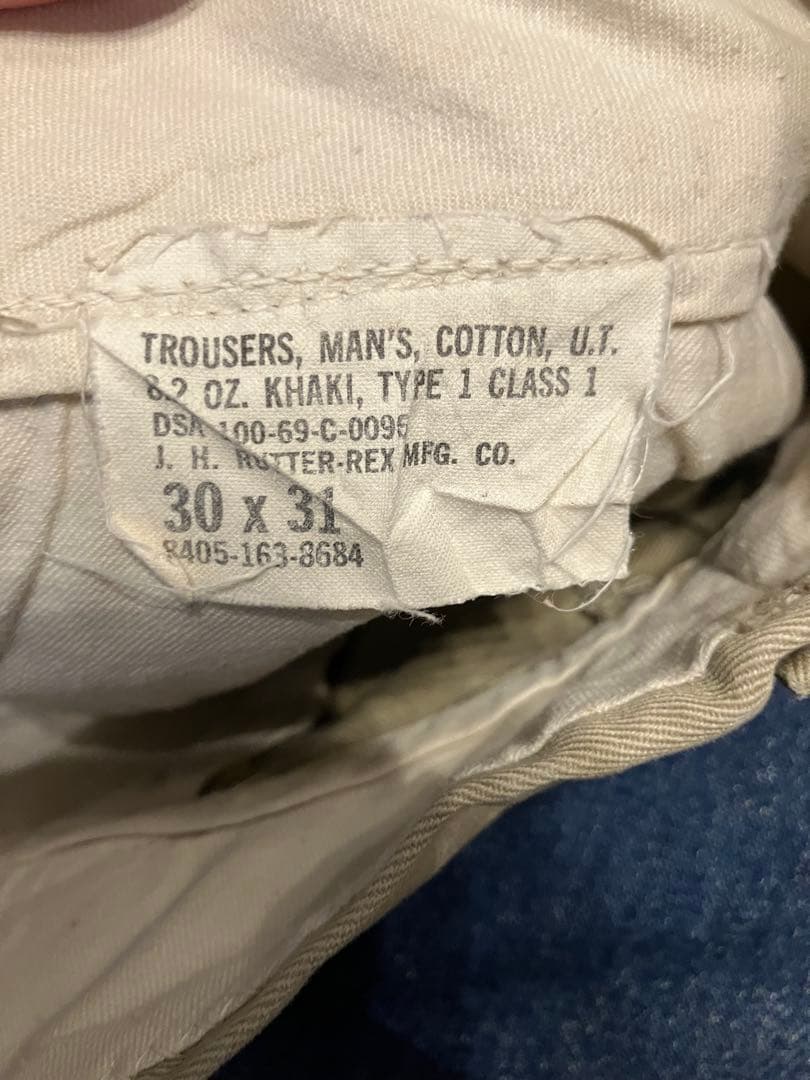 TROUSERS, MAN'S, COTTON, U.T.
8.2 OZ. KHAKI, TYPE 1 CLASS 1
DSA 100-69-C-0096
J. H. RUTTER-REX MFG. CO.
30 x 31
8405-163-8684